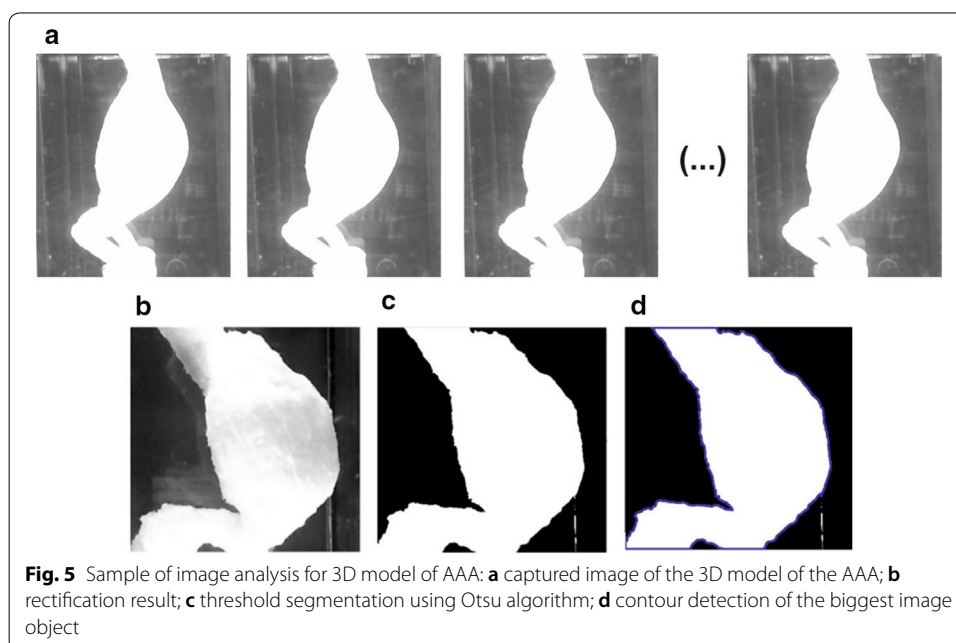 a
(...)
b c d
Fig. 5 Sample of image analysis for 3D model of AAA: a captured image of the 3D model of the AAA; b
rectification result; c threshold segmentation using Otsu algorithm; d contour detection of the biggest image
object